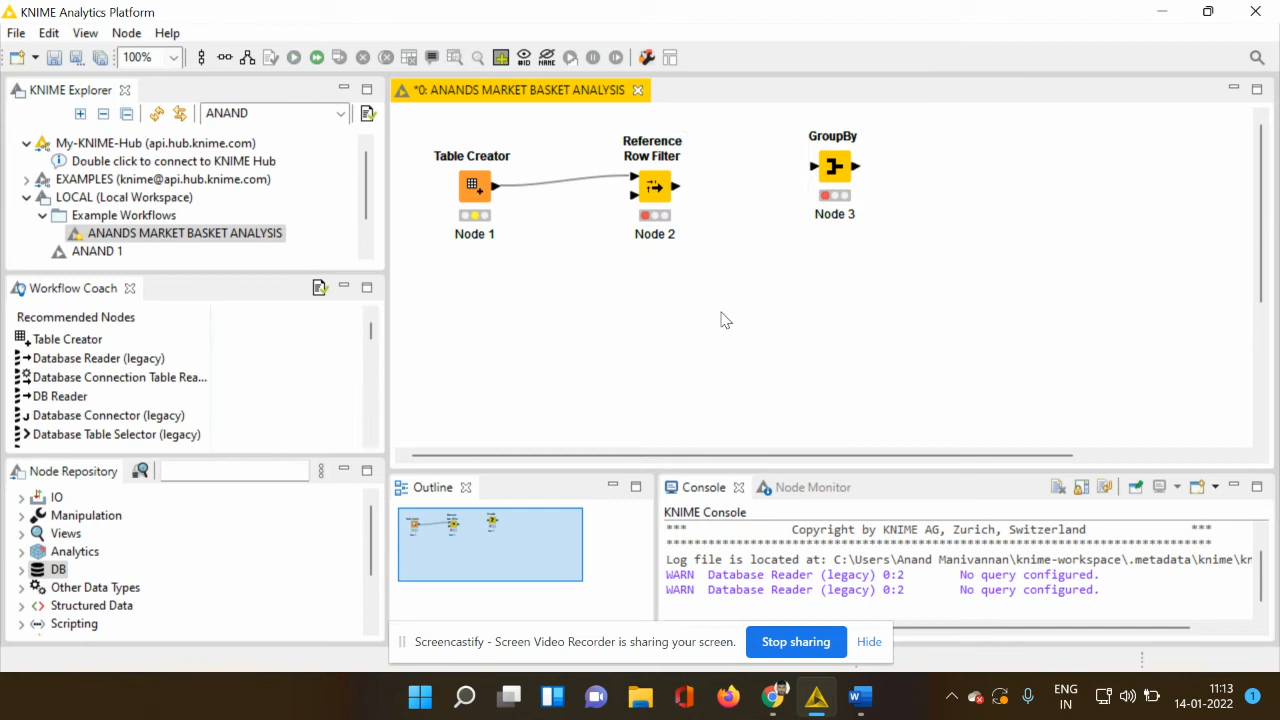 KNIME Analytics Platform
File Edit View Node Help
100%
KNIME Explorer
ANAND
My-KNIME-Hub (api.hub.knime.com)
Double click to connect to KNIME Hub
EXAMPLES (knime@api.hub.knime.com)
LOCAL (Local Workspace)
Example Workflows
ANANDS MARKET BASKET ANALYSIS
ANAND 1
Workflow Coach
Recommended Nodes
Table Creator
Database Reader (legacy)
Database Connection Table Rea...
DB Reader
Database Connector (legacy)
Database Table Selector (legacy)
Node Repository
IO
Manipulation
Views
Analytics
DB
Other Data Types
Structured Data
Scripting
*0: ANANDS MARKET BASKET ANALYSIS
Table Creator
Node 1
Reference
Row Filter
Node 2
GroupBy
Node 3
Outline
Console Node Monitor
KNIME Console
*** Copyright by KNIME AG, Zurich, Switzerland ***
Log file is located at: C:\Users\Anand Manivannan\knime-workspace\.metadata\knime\kn
WARN Database Reader (legacy) 0:2 No query configured.
WARN Database Reader (legacy) 0:2 No query configured.
Screencastify - Screen Video Recorder is sharing your screen. Stop sharing Hide
ENG
IN
11:13
14-01-2022
1